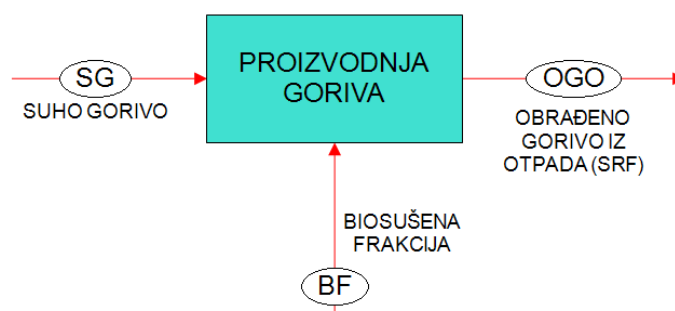 PROIZVODNJA
GORIVA
SG
SUHO GORIVO
OGO
OBRAĐENO
GORIVO IZ
OTPADA (SRF)
BIOSUŠENA
FRAKCIJA
BF